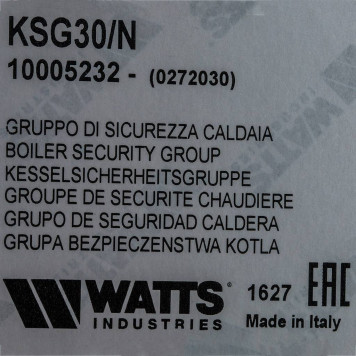 KSG30/N
10005232 - (0272030)
GRUPPO DI SICUREZZA CALDAIA
BOILER SECURITY GROUP
KESSELSICHERHEITSGRUPPE
GROUPE DE SECURITE CHAUDIERE
GRUPO DE SEGURIDAD CALDERA
GRUPA BEZPIECZENSTWA KOTLA
WATTS®
INDUSTRIES
1627 EAC
Made in Italy